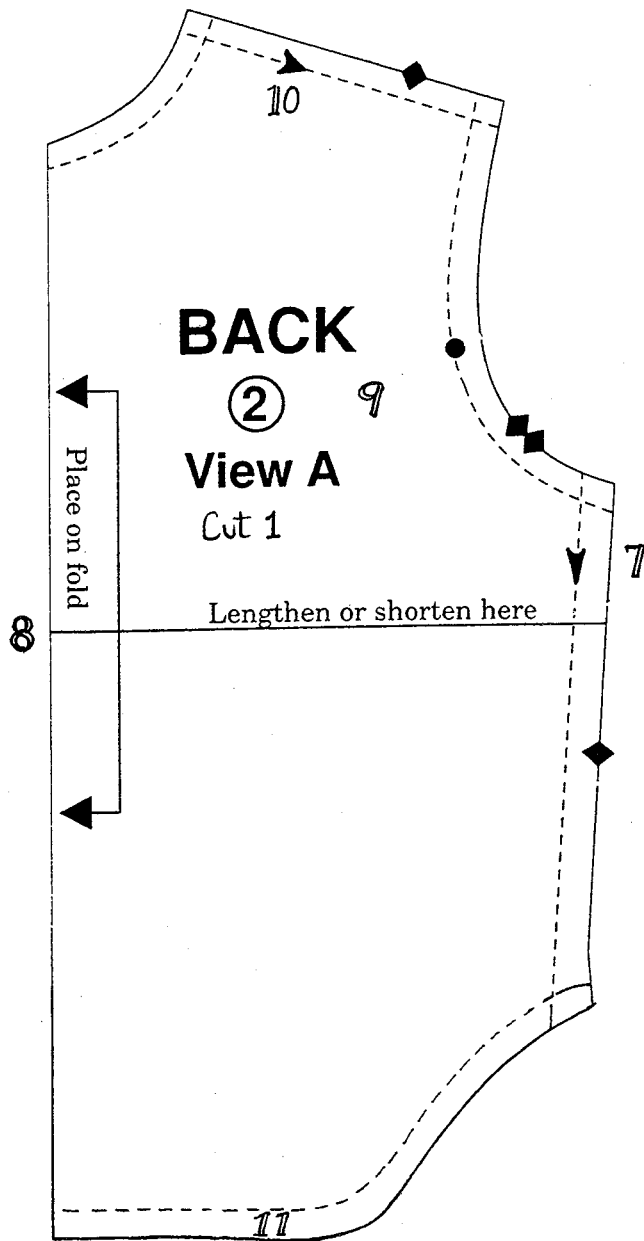 10
BACK
② 9
View A
Cut 1
Place on fold
7
Lengthen or shorten here
8
11